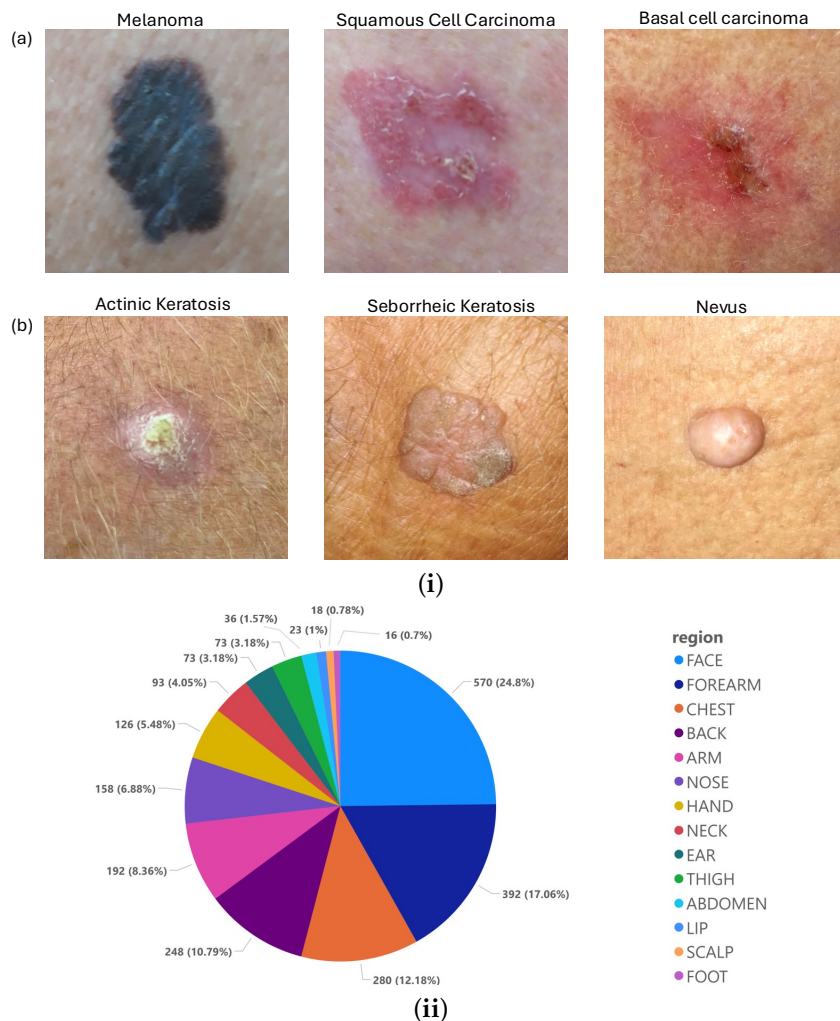 Melanoma Squamous Cell Carcinoma Basal cell carcinoma
(a)
Actinic Keratosis Seborrheic Keratosis Nevus
(b)
(i)
18 (0.78%)
36 (1.57%)
23 (1%)
16 (0.7%)
73 (3.18%)
73 (3.18%)
93 (4.05%)
126 (5.48%)
158 (6.88%)
192 (8.36%)
248 (10.79%)
280 (12.18%)
392 (17.06%)
570 (24.8%)
region
FACE
FOREARM
CHEST
BACK
ARM
NOSE
HAND
NECK
EAR
THIGH
ABDOMEN
LIP
SCALP
FOOT
(ii)